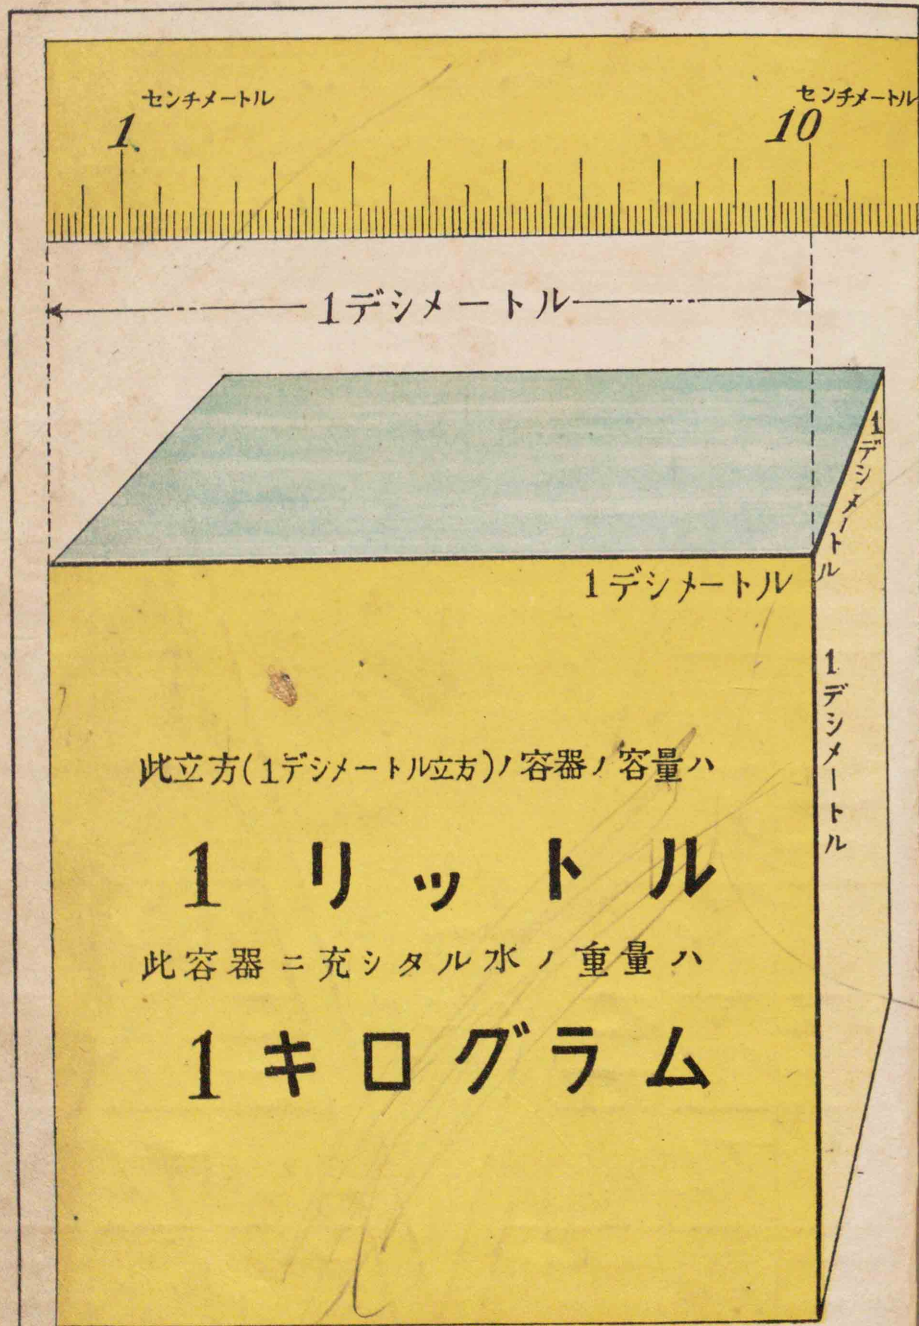 センチメートル
1
センチメートル
10
1デシメートル
1デシメートル
1デシメートル
1デシメートル
此立方(1デシメートル立方)ノ容器ノ容量ハ
1リットル
此容器ニ充シタル水ノ重量ハ
1キログラム